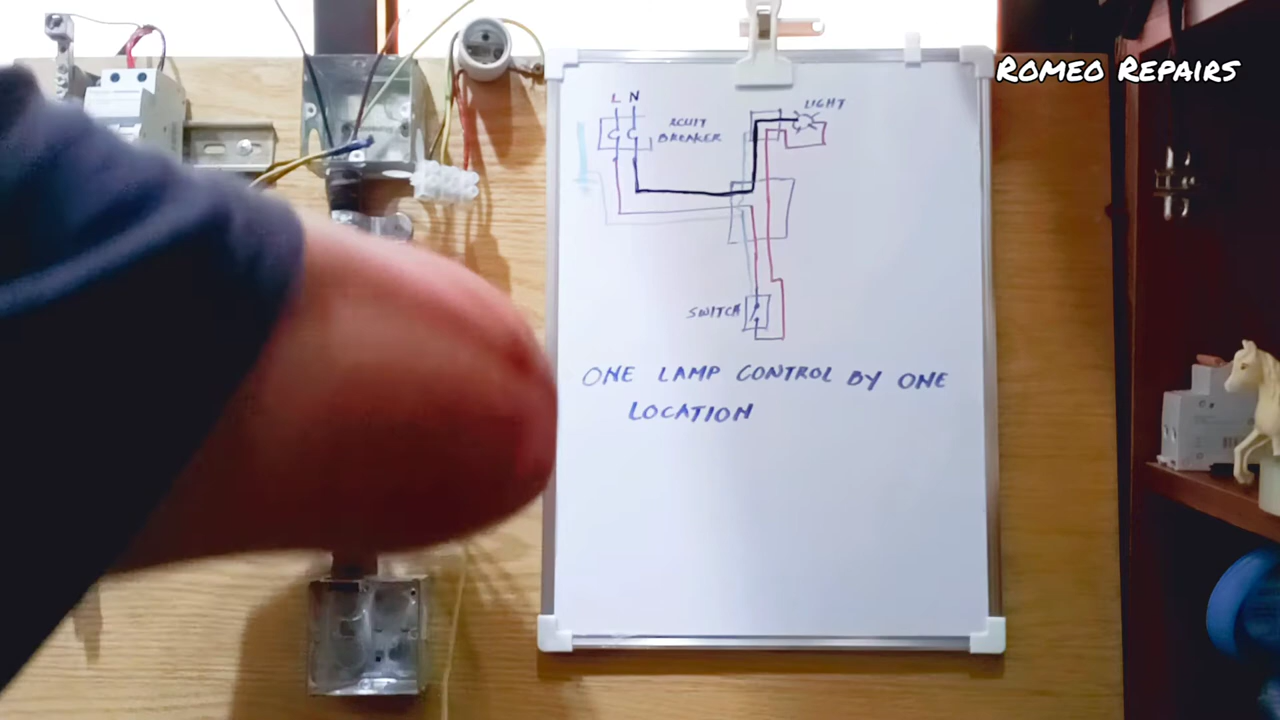 ROMEO REPAIRS
L N
LIGHT
RCUIT
BREAKER
SWITCH
ONE LAMP CONTROL BY ONE
LOCATION